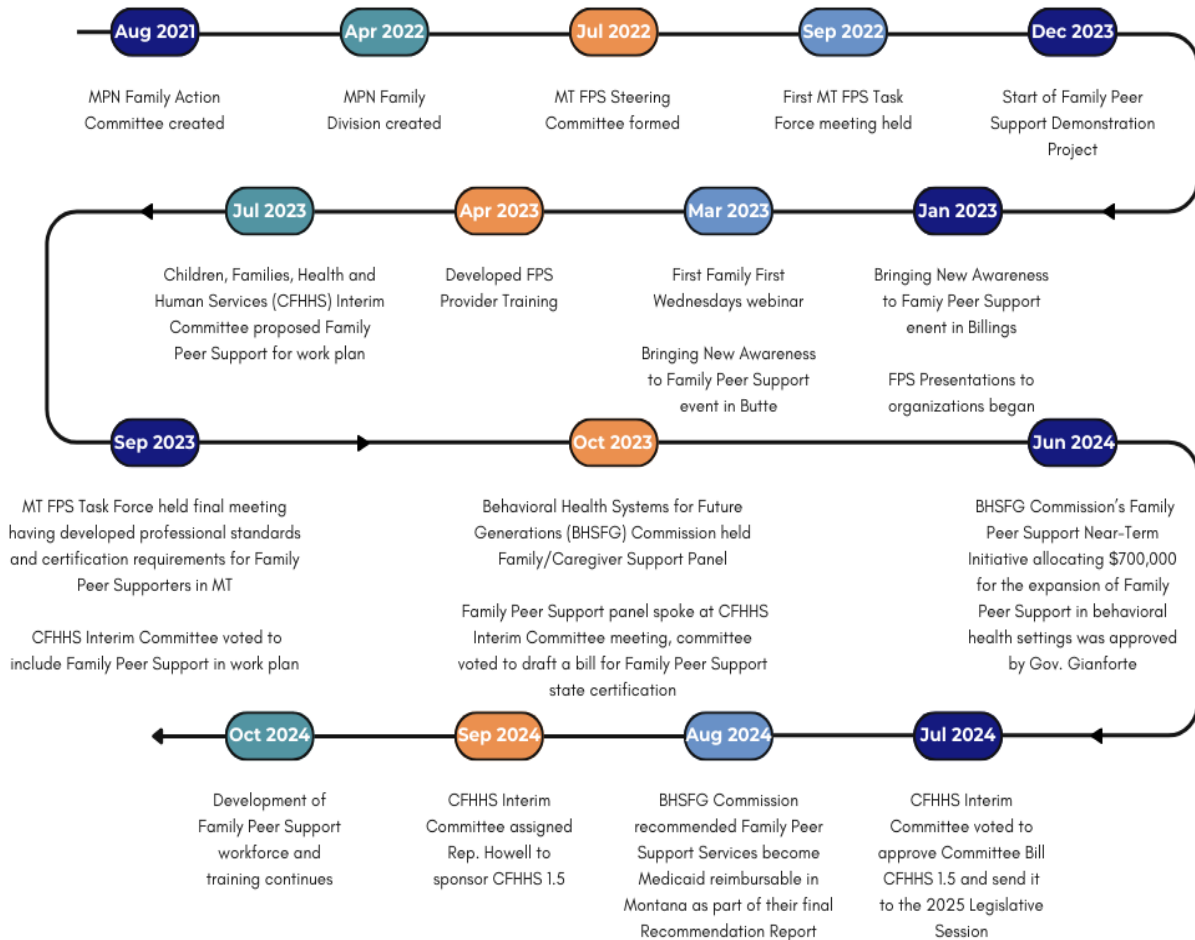 Aug 2021
MPN Family Action
Committee created
Apr 2022
MPN Family
Division created
Jul 2022
MT FPS Steering
Committee formed
Sep 2022
First MT FPS Task
Force meeting held
Dec 2023
Start of Family Peer
Support Demonstration
Project
Jan 2023
Bringing New Awareness
to Famiy Peer Support
enent in Billings
FPS Presentations to
organizations began
Mar 2023
First Family First
Wednesdays webinar
Bringing New Awareness
to Family Peer Support
event in Butte
Apr 2023
Developed FPS
Provider Training
Jul 2023
Children, Families, Health and
Human Services (CFHHS) Interim
Committee proposed Family
Peer Support for work plan
Sep 2023
MT FPS Task Force held final meeting
having developed professional standards
and certification requirements for Family
Peer Supporters in MT
CFHHS Interim Committee voted to
include Family Peer Support in work plan
Oct 2023
Behavioral Health Systems for Future
Generations (BHSFG) Commission held
Family/Caregiver Support Panel
Family Peer Support panel spoke at CFHHS
Interim Committee meeting, committee
voted to draft a bill for Family Peer Support
state certification
Jun 2024
BHSFG Commission's Family
Peer Support Near-Term
Initiative allocating $700,000
for the expansion of Family
Peer Support in behavioral
health settings was approved
by Gov. Gianforte
Jul 2024
CFHHS Interim
Committee voted to
approve Committee Bill
CFHHS 1.5 and send it
to the 2025 Legislative
Session
Aug 2024
BHSFG Commission
recommended Family Peer
Support Services become
Medicaid reimbursable in
Montana as part of their final
Recommendation Report
Sep 2024
CFHHS Interim
Committee assigned
Rep. Howell to
sponsor CFHHS 1.5
Oct 2024
Development of
Family Peer Support
workforce and
training continues